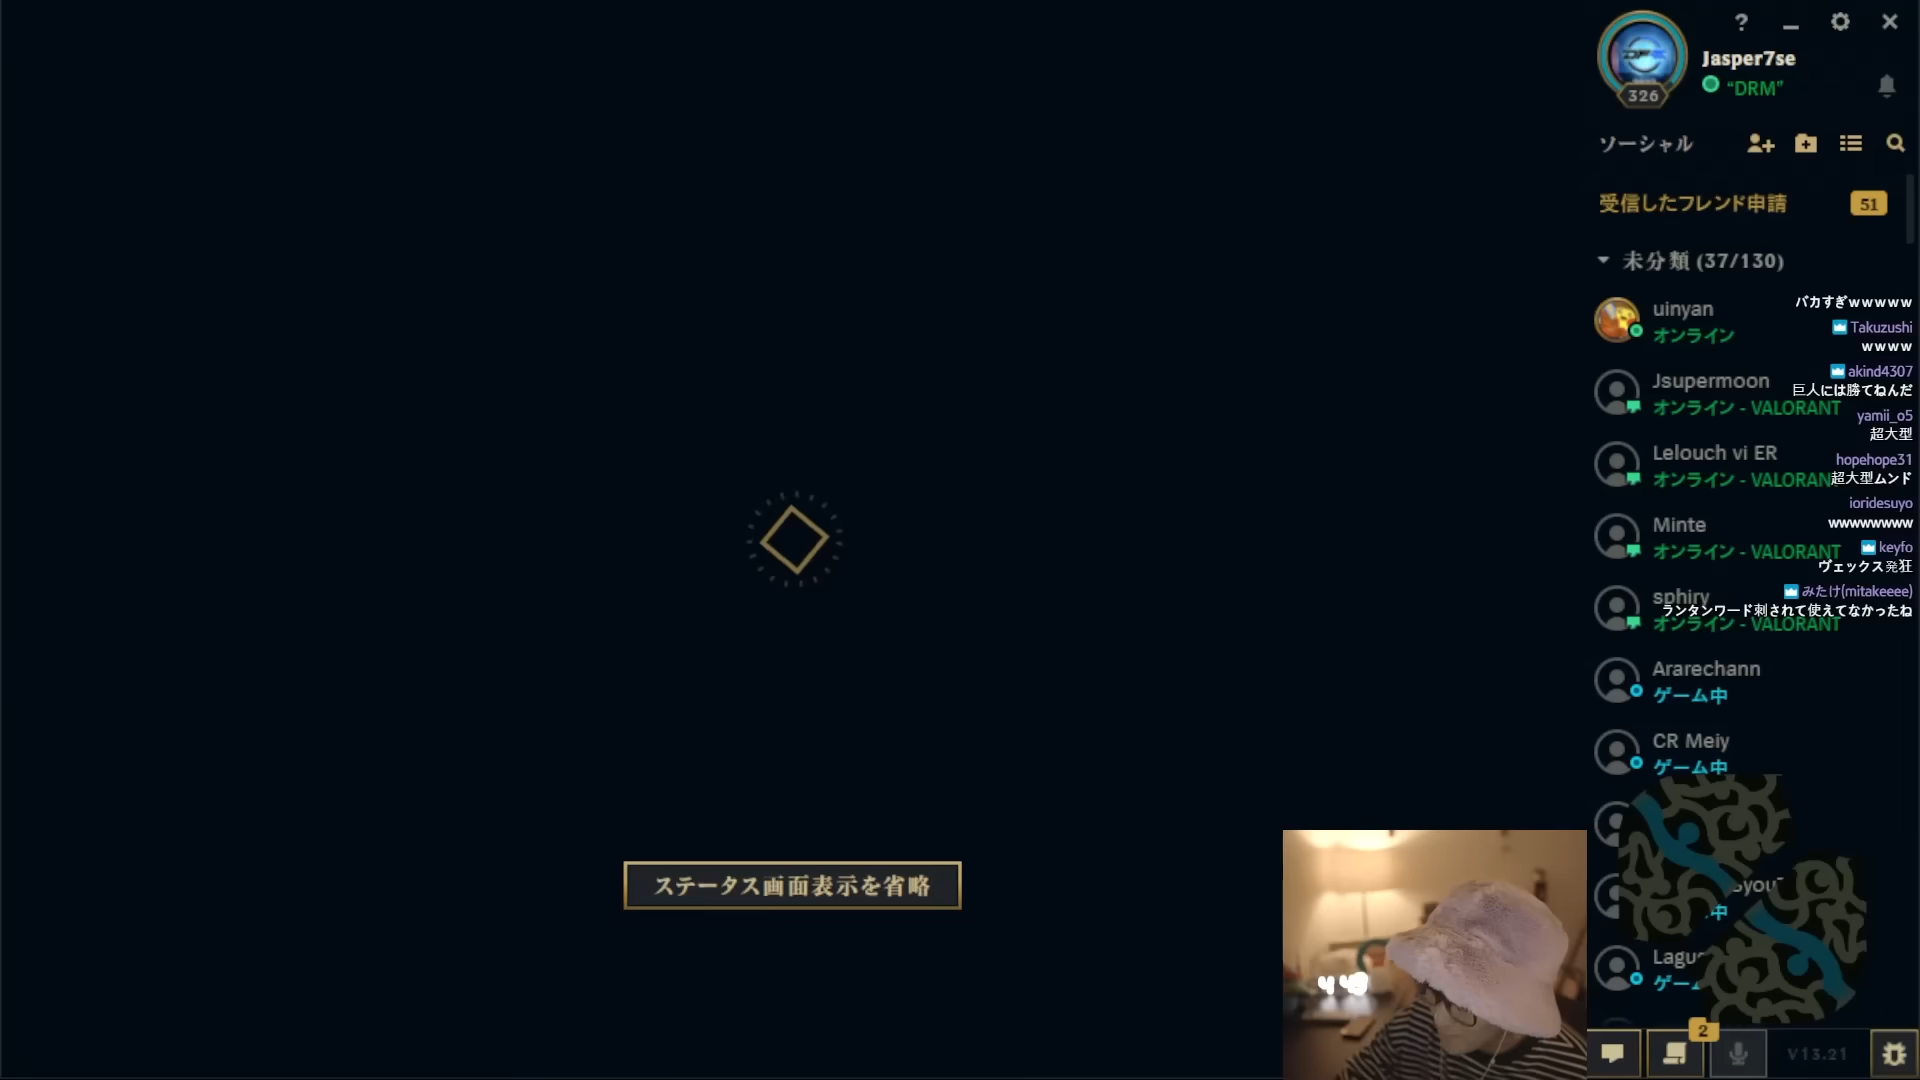 Jasper7se
326
“DRM”
ソーシャル
受信したフレンド申請
51
未分類 (37/130)
uinyan
オンライン
Jsupermoon
オンライン - VALORANT
Lelouch vi ER
オンライン - VALORAN
Minte
オンライン - VALORANT
sphiry
オンライン - VALORANT
Ararechann
ゲーム中
CR Meiy
ゲーム中
中
ゲーム
バカすぎwwwww
Takuzushi
wwww
akind4307
巨人には勝てねんだ
yamii_o5
超大型
hopehope31
超大型ムンド
ioridesuyo
wwwwwwww
keyfo
ヴェックス発狂
みたけ(mitakeeee)
ランタンワード刺されて使えてなかったね
ステータス画面表示を省略
2
V13.21